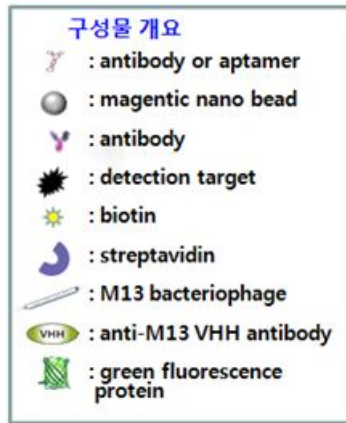 구성물 개요
: antibody or aptamer
: magentic nano bead
: antibody
: detection target
: biotin
: streptavidin
: M13 bacteriophage
VHH : anti-M13 VHH antibody
: green fluorescence
protein